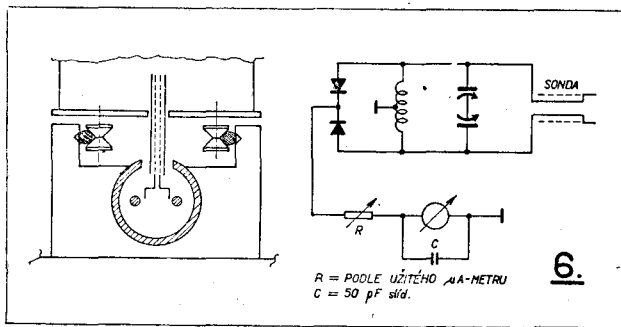 SONDA
R
C
R = PODLE UŽITÉHO μA-METRU
C = 50 pF slíd.
6.